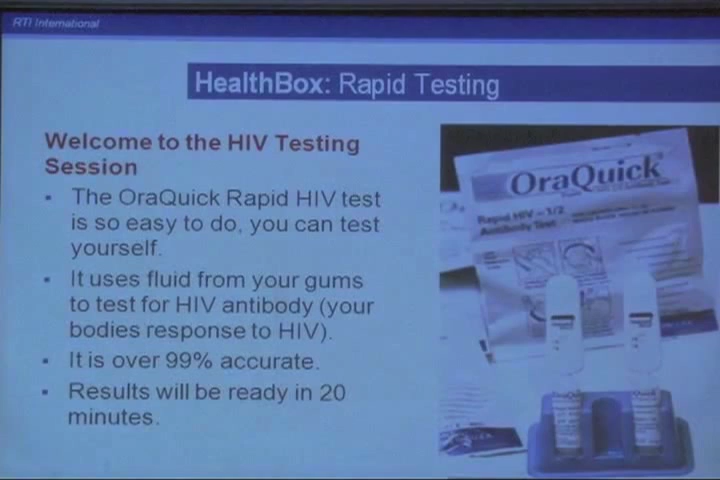 RTI International
HealthBox: Rapid Testing
Welcome to the HIV Testing
Session
The OraQuick Rapid HIV test
is so easy to do, you can test
yourself.
It uses fluid from your gums
to test for HIV antibody (your
bodies response to HIV).
It is over 99% accurate.
Results will be ready in 20
minutes.
OraQuick
Rapid HIV-1/2
Antibody Test